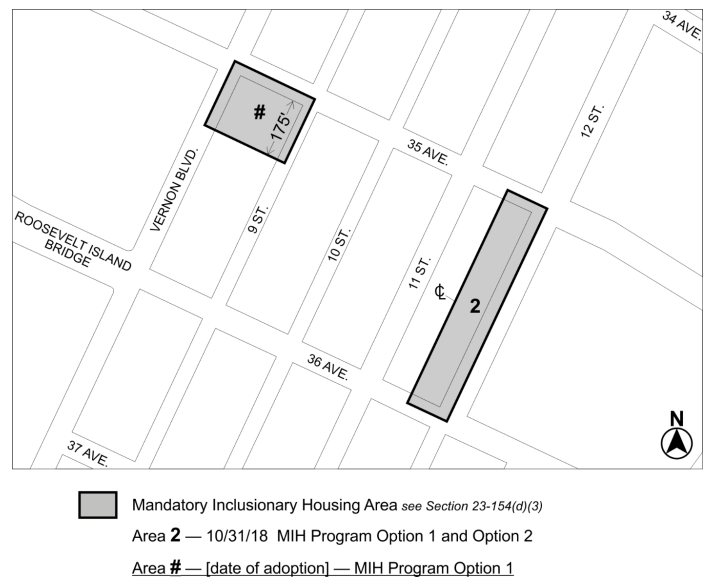 34 AVE.
#
175'
12 ST.
35 AVE.
VERNON BLVD.
9 ST.
10 ST.
11 ST.
ROOSEVELT ISLAND
BRIDGE
℄
2
36 AVE.
37 AVE.
N
Mandatory Inclusionary Housing Area see Section 23-154(d)(3)
Area 2 — 10/31/18 MIH Program Option 1 and Option 2
Area # — [date of adoption] — MIH Program Option 1